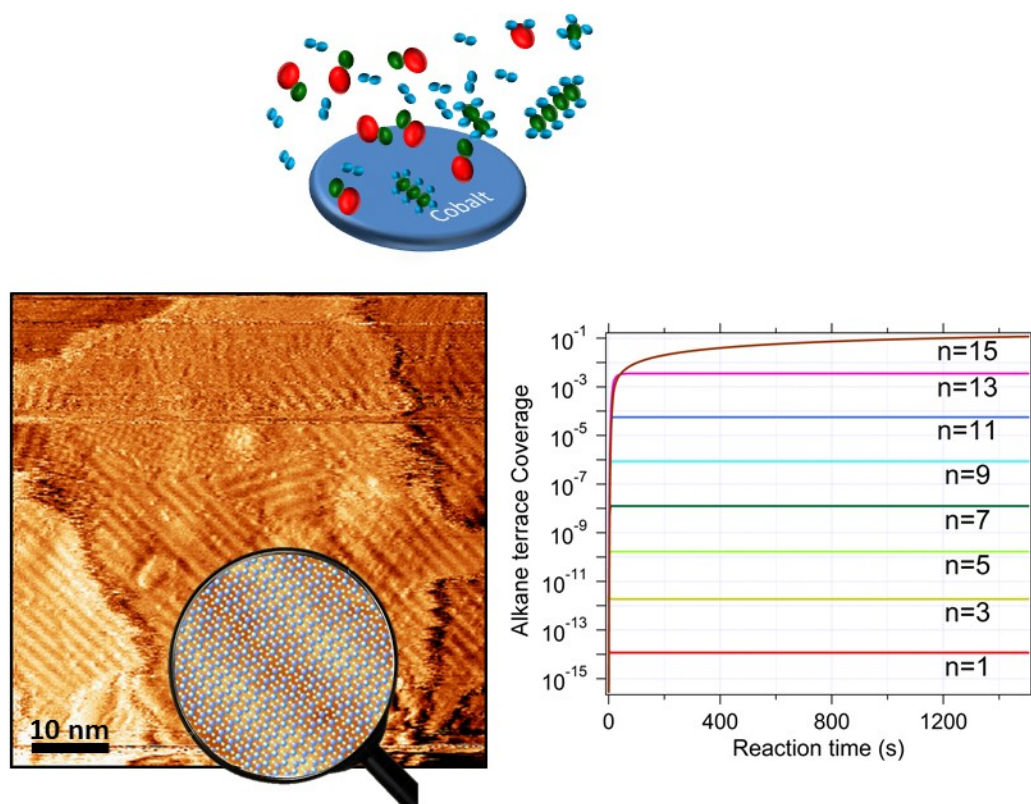 Cobalt
10 nm
Alkane terrace Coverage
10⁻¹
10⁻³
10⁻⁵
10⁻⁷
10⁻⁹
10⁻¹¹
10⁻¹³
10⁻¹⁵
n=15
n=13
n=11
n=9
n=7
n=5
n=3
n=1
0 400 800 1200
Reaction time (s)